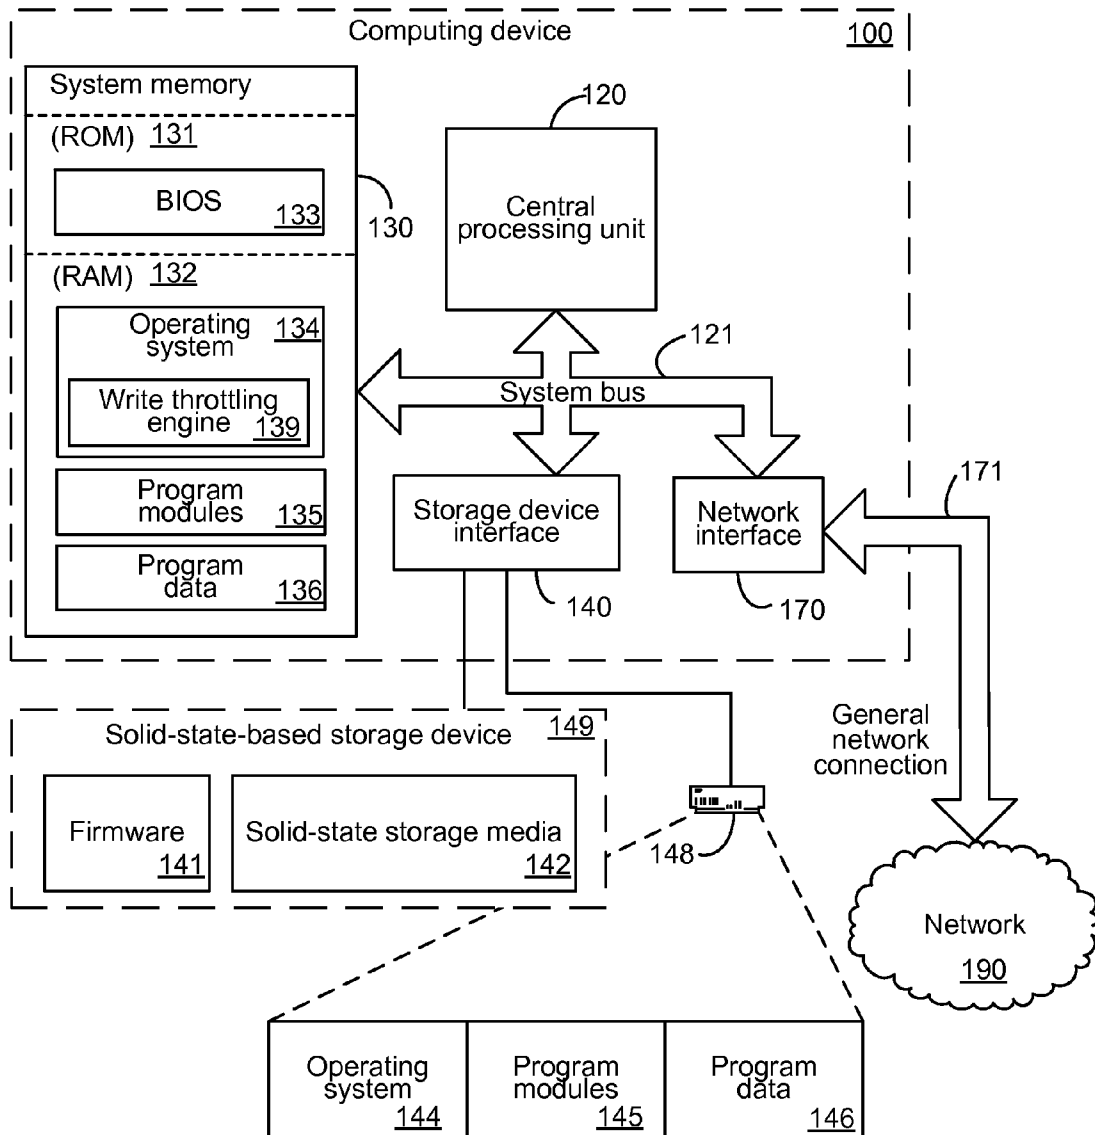 Computing device 100
System memory
(ROM) 131
BIOS
133
130
(RAM) 132
Operating
system
134
Write throttling
engine
139
Program
modules
135
Program
data
136
120
Central
processing unit
121
System bus
Storage device
interface
140
Network
interface
170
171
General
network
connection
Solid-state-based storage device 149
Firmware
141
Solid-state storage media
142
148
Network
190
Operating
system
144
Program
modules
145
Program
data
146